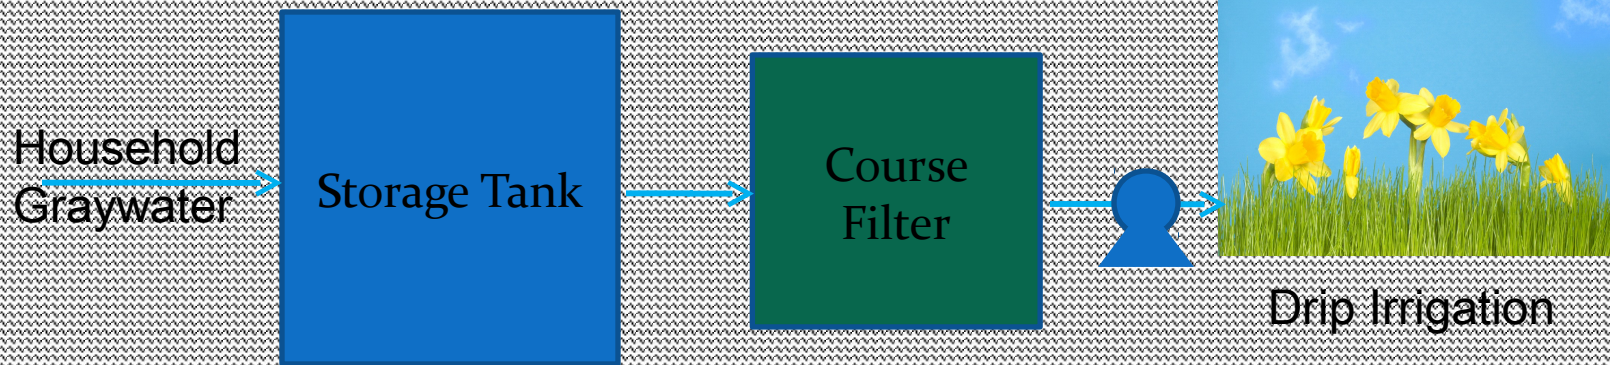 Household
Graywater
Storage Tank
Course
Filter
Drip Irrigation